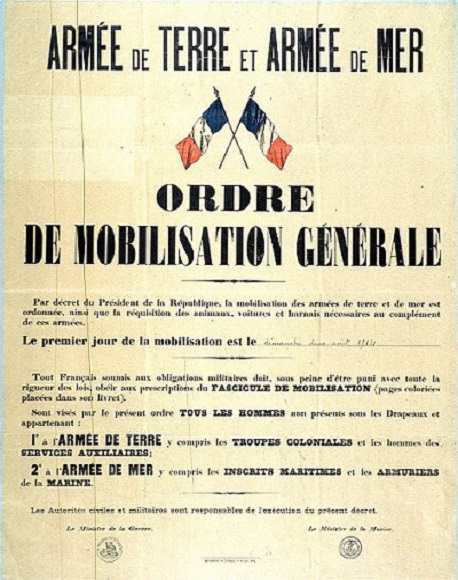 ARMÉE DE TERRE ET ARMÉE DE MER
ORDRE
DE MOBILISATION GÉNÉRALE
Par décret du Président de la République, la mobilisation des armées de terre et de mer est
ordonnée, ainsi que la réquisition des animaux, voitures et harnais nécessaires au complément
de ces armées.
Le premier jour de la mobilisation est le dimanche deux août 1914
Tout Français soumis aux obligations militaires doit, sous peine d'être puni avec toute la
rigueur des lois, obéir aux prescriptions du FASCICULE DE MOBILISATION (pages coloriées
placées dans son livret).
Sont visés par le présent ordre TOUS LES HOMMES non présents sous les Drapeaux et
appartenant :
1° à l'ARMÉE DE TERRE y compris les TROUPES COLONIALES et les hommes des
SERVICES AUXILIAIRES;
2° à l'ARMÉE DE MER y compris les INSCRITS MARITIMES et les ARMURIERS
de la MARINE.
Les Autorités civiles et militaires sont responsables de l'exécution du présent décret.
Le Ministre de la Guerre, Le Ministre de la Marine,